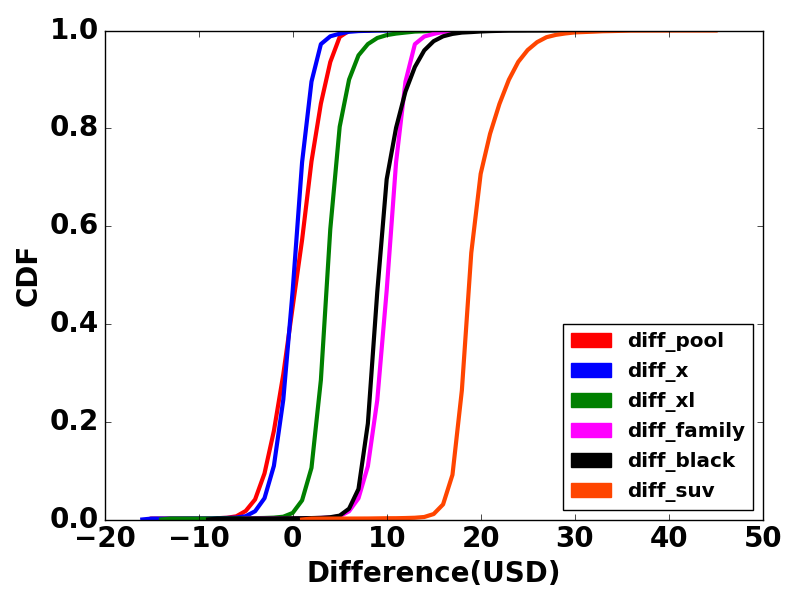 1.0
0.8
0.6
0.4
0.2
0.0
CDF
−20 −10 0 10 20 30 40 50
Difference(USD)
diff_pool
diff_x
diff_xl
diff_family
diff_black
diff_suv